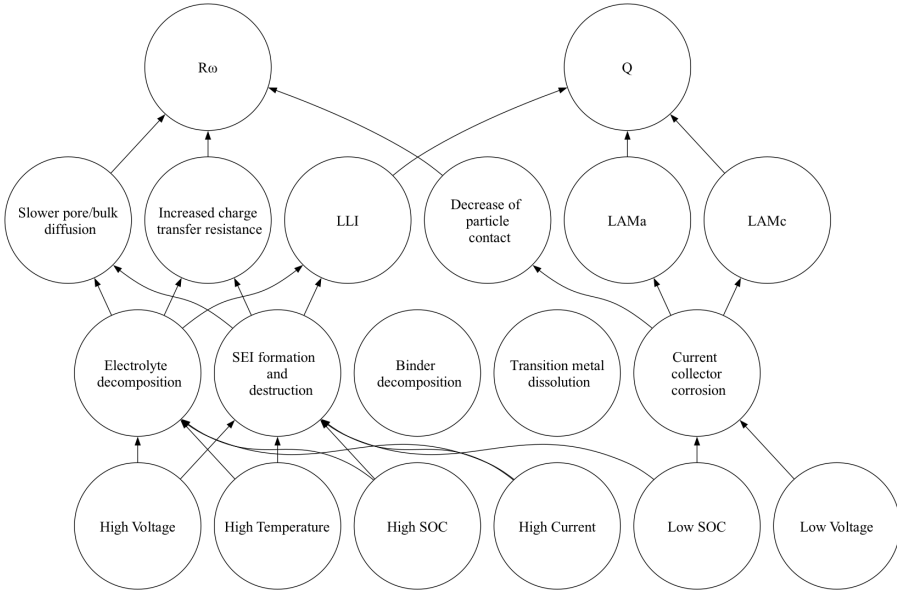 Rω
Q
Slower pore/bulk
diffusion
Increased charge
transfer resistance
LLI
Decrease of
particle
contact
LAMa
LAMc
Electrolyte
decomposition
SEI formation
and
destruction
Binder
decomposition
Transition metal
dissolution
Current
collector
corrosion
High Voltage
High Temperature
High SOC
High Current
Low SOC
Low Voltage